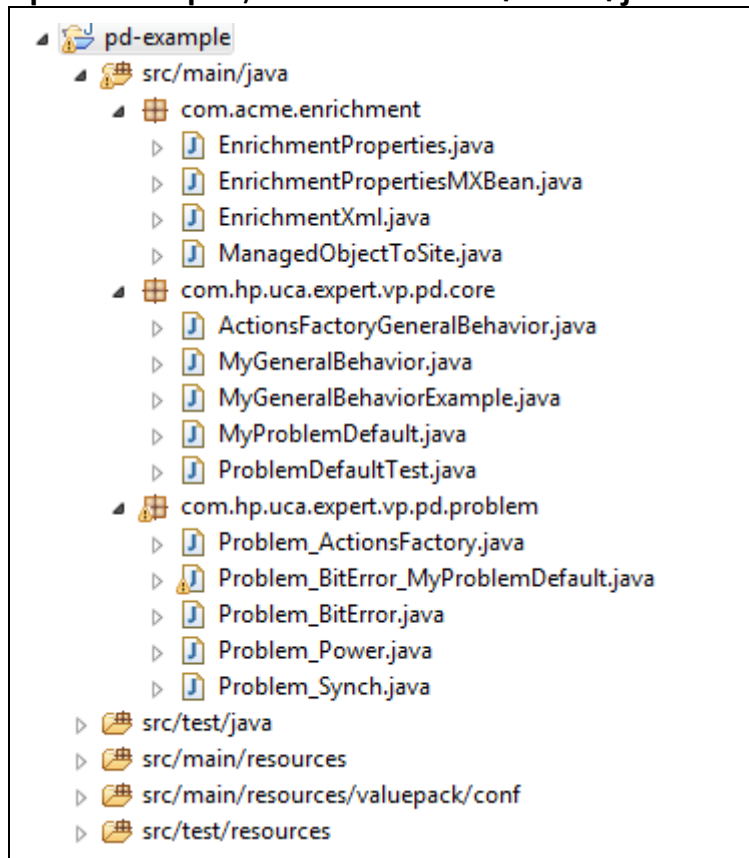 pd-example
src/main/java
com.acme.enrichment
EnrichmentProperties.java
EnrichmentPropertiesMXBean.java
EnrichmentXml.java
ManagedObjectToSite.java
com.hp.uca.expert.vp.pd.core
ActionsFactoryGeneralBehavior.java
MyGeneralBehavior.java
MyGeneralBehaviorExample.java
MyProblemDefault.java
ProblemDefaultTest.java
com.hp.uca.expert.vp.pd.problem
Problem_ActionsFactory.java
Problem_BitError_MyProblemDefault.java
Problem_BitError.java
Problem_Power.java
Problem_Synch.java
src/test/java
src/main/resources
src/main/resources/valuepack/conf
src/test/resources